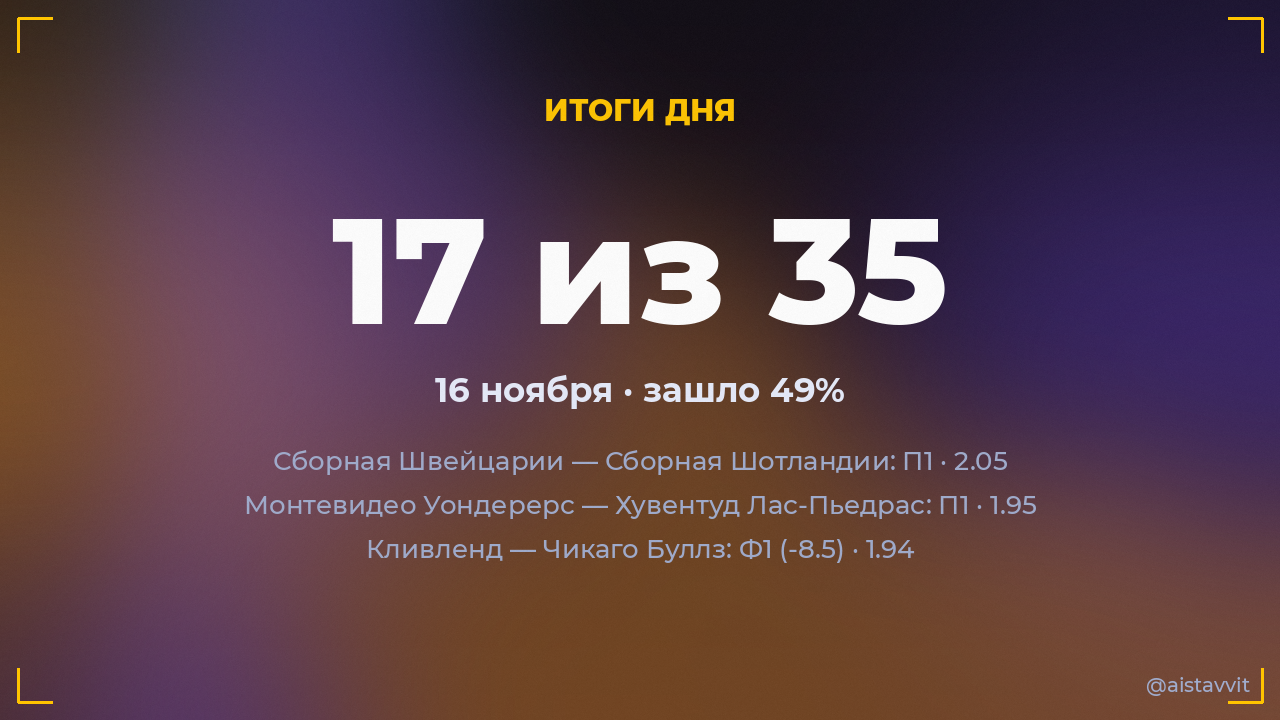 ИТОГИ ДНЯ
17 из 35
16 ноября · зашло 49%
Сборная Швейцарии — Сборная Шотландии: П1 · 2.05
Монтевидео Уондерерс — Хувентуд Лас-Пьедрас: П1 · 1.95
Кливленд — Чикаго Буллз: Ф1 (-8.5) · 1.94
@aistavvit